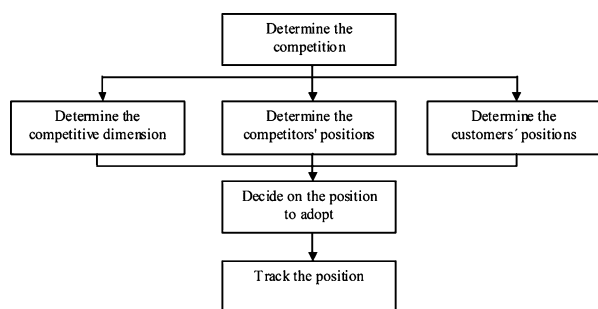 Determine the
competition
Determine the
competitive dimension
Determine the
competitors' positions
Determine the
customers´ positions
Decide on the position
to adopt
Track the position